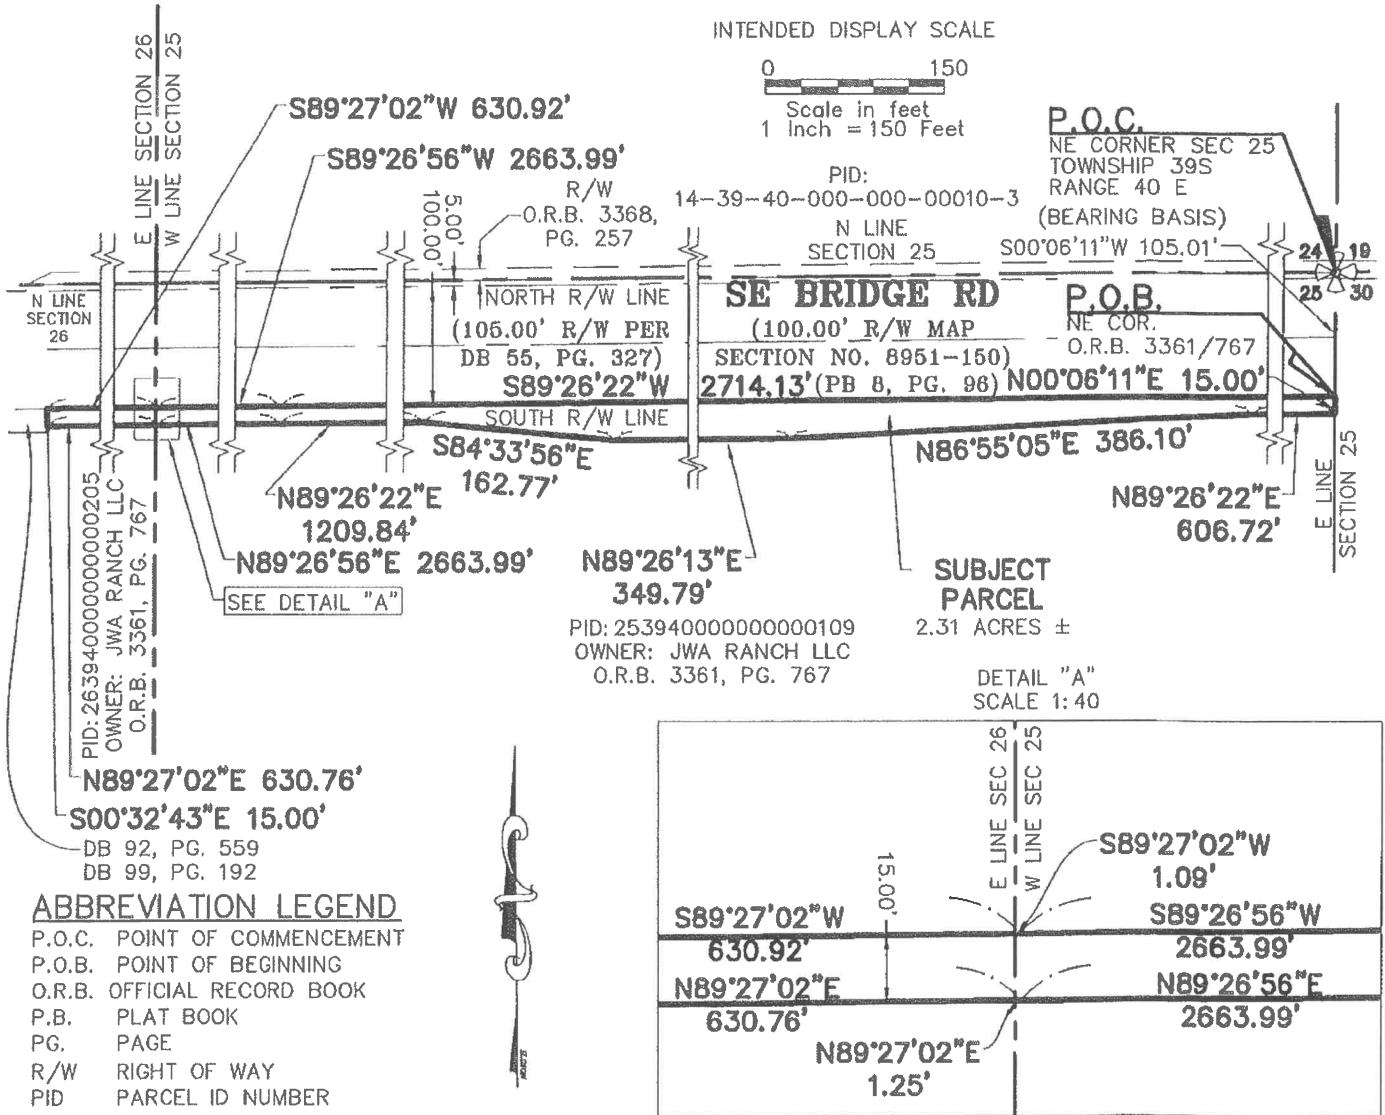 INTENDED DISPLAY SCALE
0 150
Scale in feet
1 Inch = 150 Feet
E LINE SECTION 26
W LINE SECTION 25
S89°27'02"W 630.92'
S89°26'56"W 2663.99'
R/W
O.R.B. 3368,
PG. 257
5.00'
100.00'
PID:
14-39-40-000-000-00010-3
N LINE
SECTION 25
P.O.C.
NE CORNER SEC 25
TOWNSHIP 39S
RANGE 40 E
(BEARING BASIS)
S00°06'11"W 105.01'
24 19
25 30
N LINE
SECTION
26
NORTH R/W LINE
(105.00' R/W PER
DB 55, PG. 327)
SE BRIDGE RD
(100.00' R/W MAP
SECTION NO. 8951-150)
(PB 8, PG. 96)
P.O.B.
NE COR.
O.R.B. 3361/767
S89°26'22"W 2714.13'
N00°06'11"E 15.00'
SOUTH R/W LINE
S84°33'56"E
162.77'
N86°55'05"E 386.10'
N89°26'22"E
1209.84'
N89°26'56"E 2663.99'
SEE DETAIL "A"
N89°26'13"E
349.79'
N89°26'22"E
606.72'
E LINE
SECTION 25
PID: 253940000000000109
OWNER: JWA RANCH LLC
O.R.B. 3361, PG. 767
SUBJECT
PARCEL
2.31 ACRES ±
PID: 263940000000000205
OWNER: JWA RANCH LLC
O.R.B. 3361, PG. 767
N89°27'02"E 630.76'
S00°32'43"E 15.00'
DB 92, PG. 559
DB 99, PG. 192
ABBREVIATION LEGEND
P.O.C. POINT OF COMMENCEMENT
P.O.B. POINT OF BEGINNING
O.R.B. OFFICIAL RECORD BOOK
P.B. PLAT BOOK
PG. PAGE
R/W RIGHT OF WAY
PID PARCEL ID NUMBER
DETAIL "A"
SCALE 1:40
E LINE SEC 26
W LINE SEC 25
15.00'
S89°27'02"W
1.09'
S89°27'02"W
630.92'
S89°26'56"W
2663.99'
N89°27'02"E
630.76'
N89°26'56"E
2663.99'
N89°27'02"E
1.25'